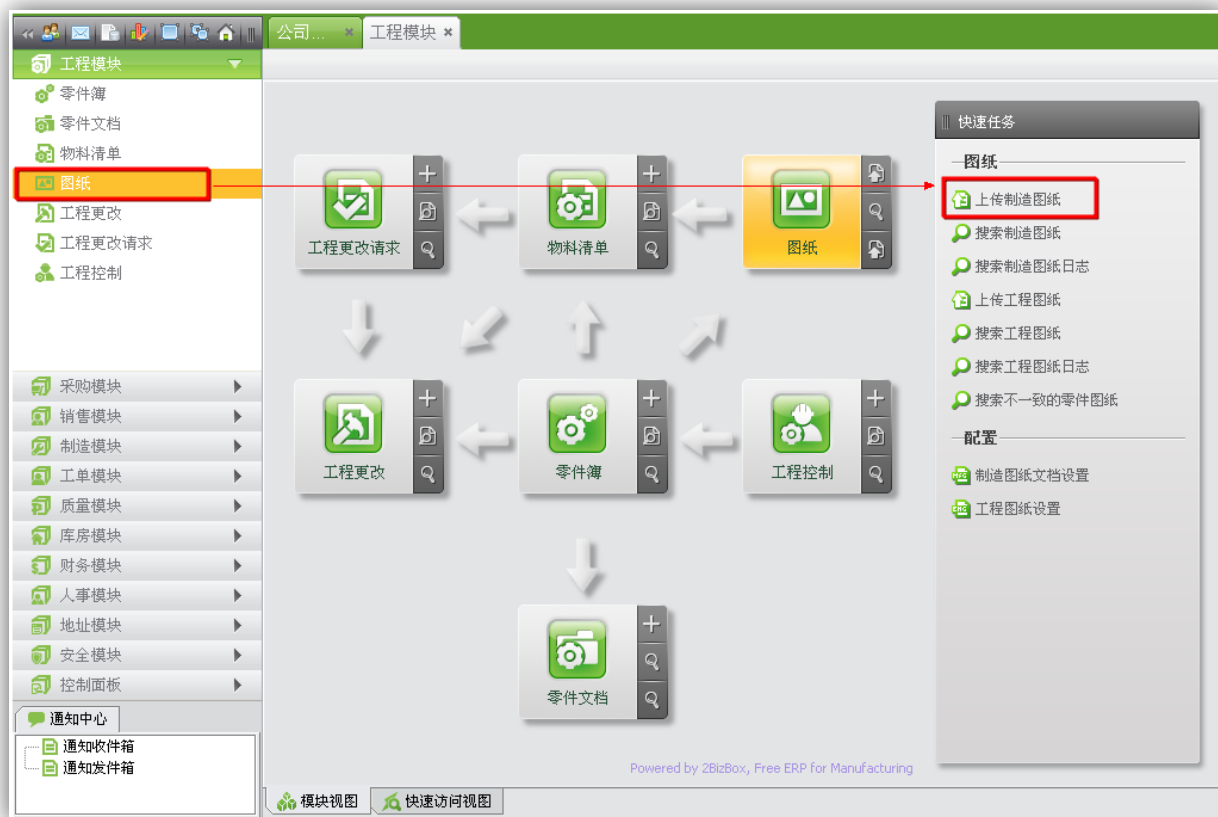 公司...
工程模块
工程模块
零件簿
零件文档
物料清单
图纸
工程更改
工程更改请求
工程控制
采购模块
销售模块
制造模块
工单模块
质量模块
库房模块
财务模块
人事模块
地址模块
安全模块
控制面板
通知中心
通知收件箱
通知发件箱
工程更改请求
物料清单
图纸
工程更改
零件簿
工程控制
零件文档
Powered by 2BizBox, Free ERP for Manufacturing
模块视图
快速访问视图
快速任务
图纸
上传制造图纸
搜索制造图纸
搜索制造图纸日志
上传工程图纸
搜索工程图纸
搜索工程图纸日志
搜索不一致的零件图纸
配置
制造图纸文档设置
工程图纸设置